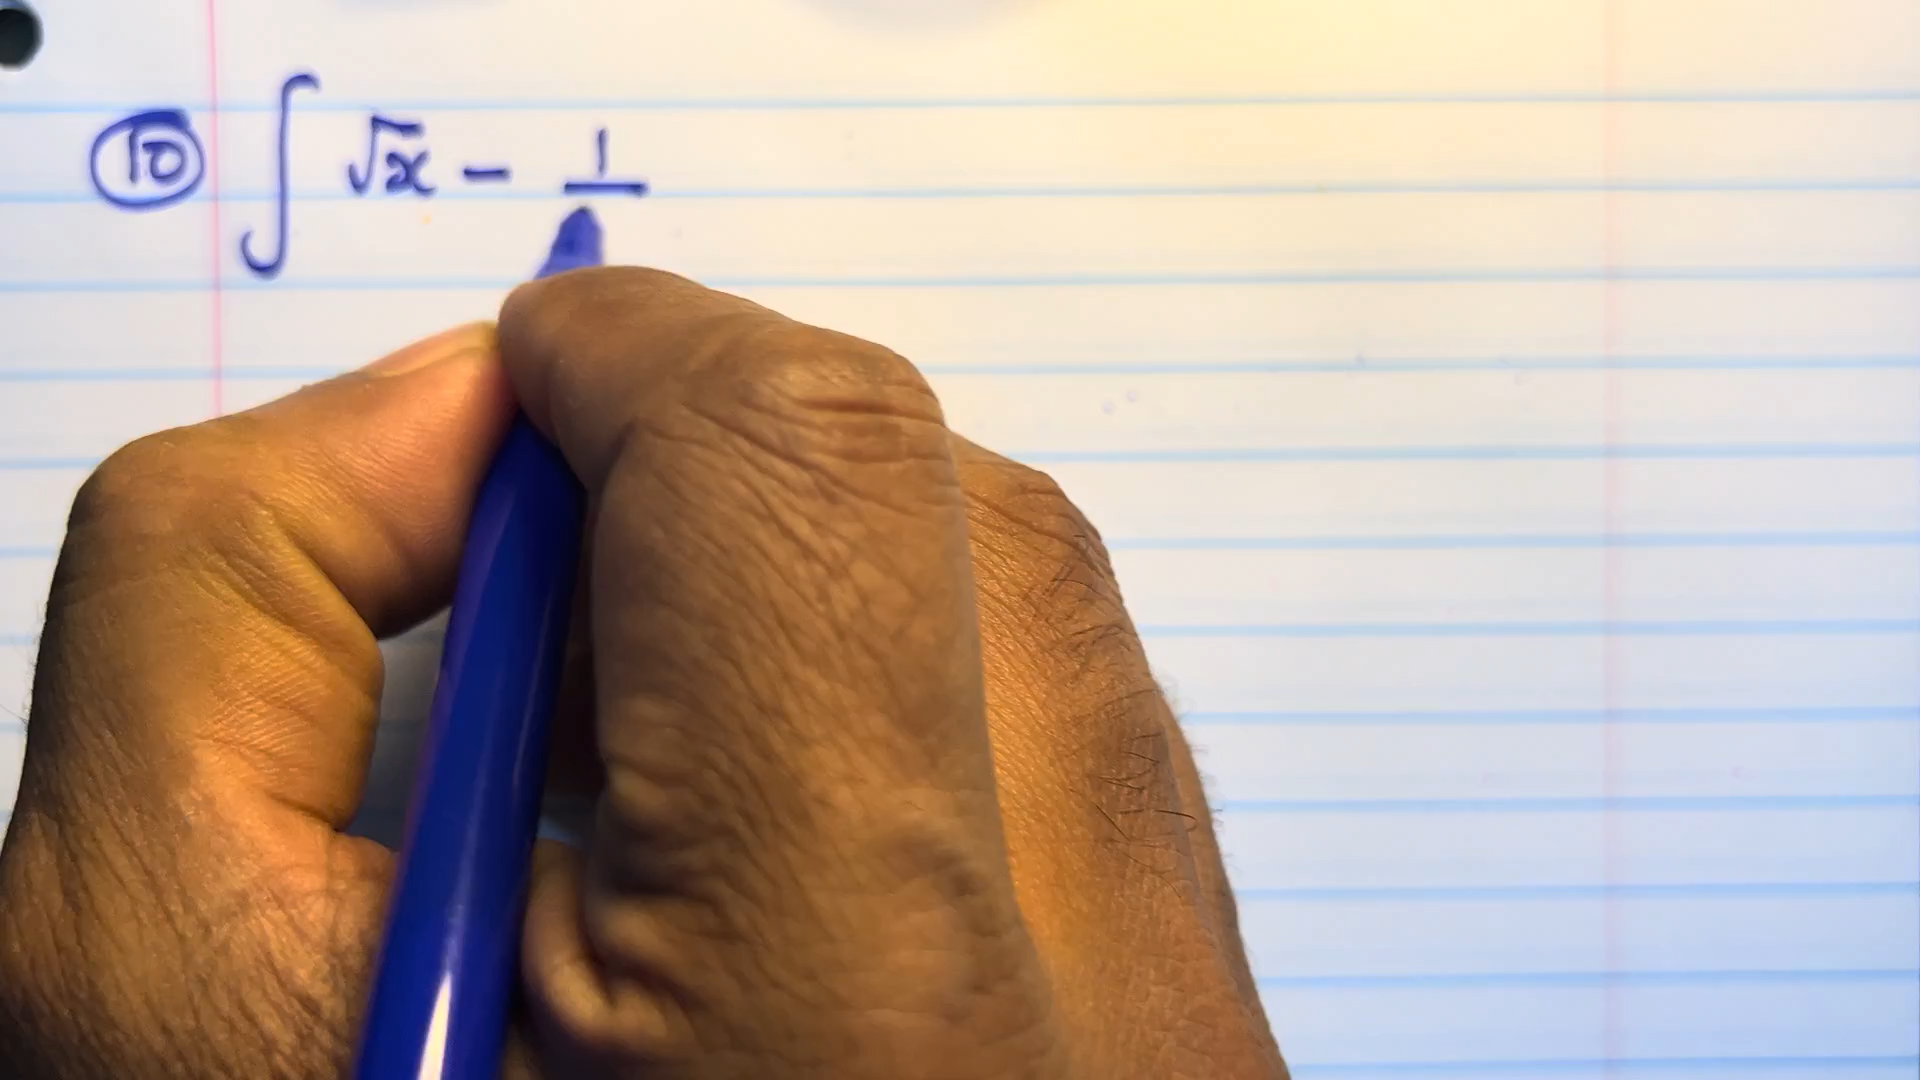 ⑩ ∫ √x - 1/